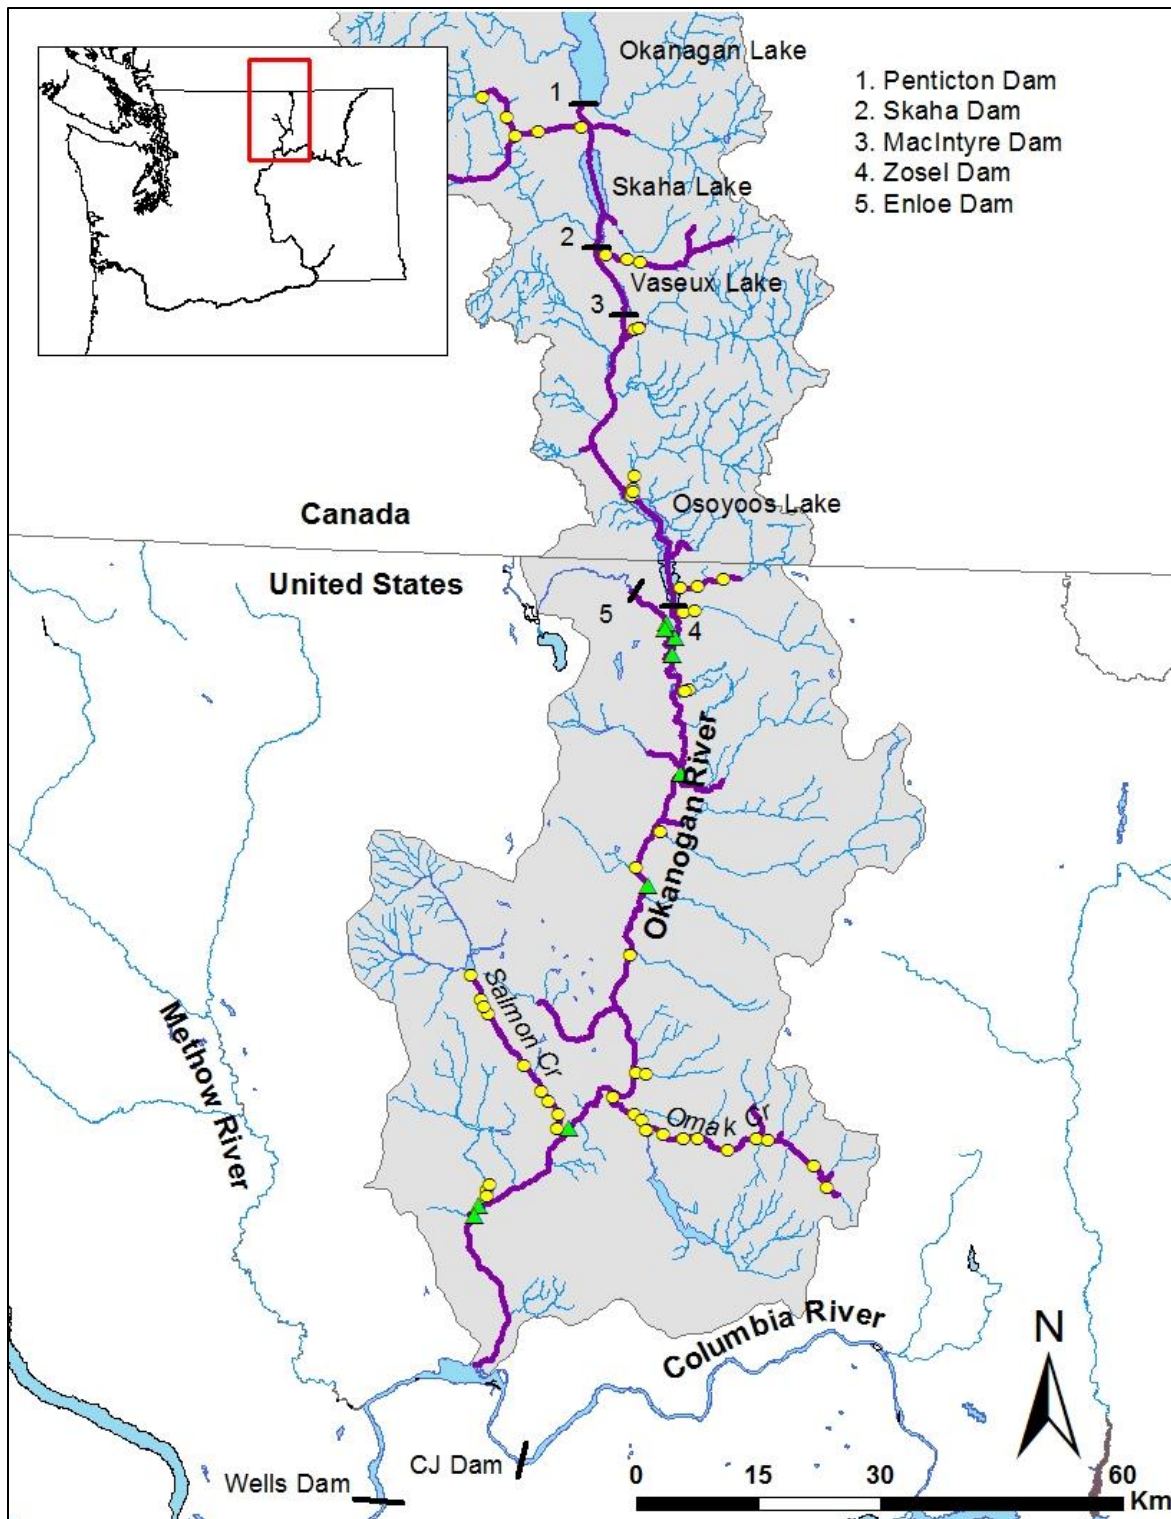 Okanagan Lake
1. Penticton Dam
2. Skaha Dam
3. MacIntyre Dam
4. Zosel Dam
5. Enloe Dam
1
Skaha Lake
2
Vaseux Lake
3
Osoyoos Lake
Canada
United States
5
4
Okanogan River
Salmon Cr
Methow River
Omak Cr
Columbia River
N
CJ Dam
Wells Dam
0 15 30 60
Km